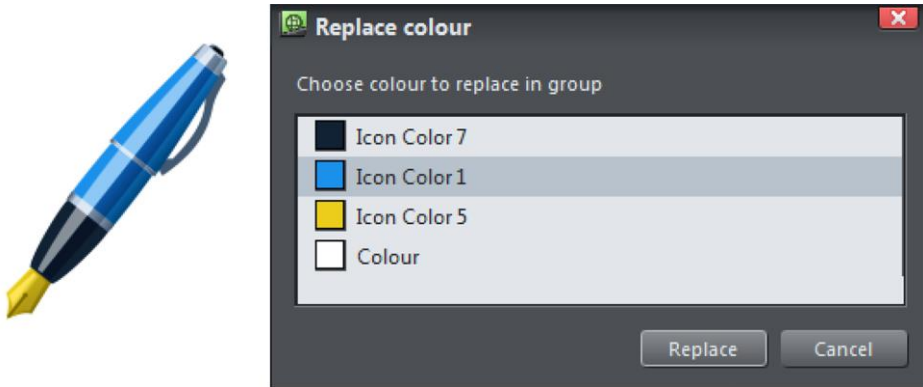 Replace colour
Choose colour to replace in group
Icon Color 7
Icon Color 1
Icon Color 5
Colour
Replace
Cancel